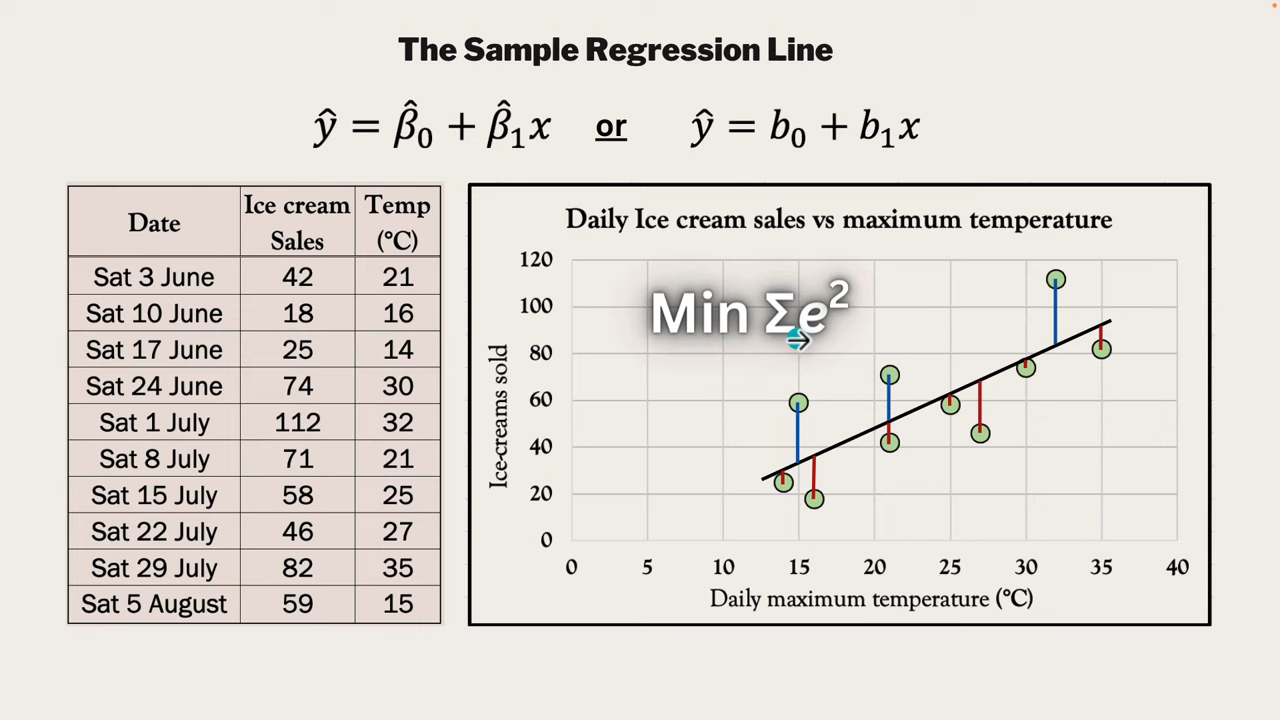 The Sample Regression Line
ŷ = β̂₀ + β̂₁x or ŷ = b₀ + b₁x
Date Ice cream Sales Temp (°C)
Sat 3 June 42 21
Sat 10 June 18 16
Sat 17 June 25 14
Sat 24 June 74 30
Sat 1 July 112 32
Sat 8 July 71 21
Sat 15 July 58 25
Sat 22 July 46 27
Sat 29 July 82 35
Sat 5 August 59 15
Daily Ice cream sales vs maximum temperature
Min Σe²
Ice-creams sold
120
100
80
60
40
20
0
0 5 10 15 20 25 30 35 40
Daily maximum temperature (°C)